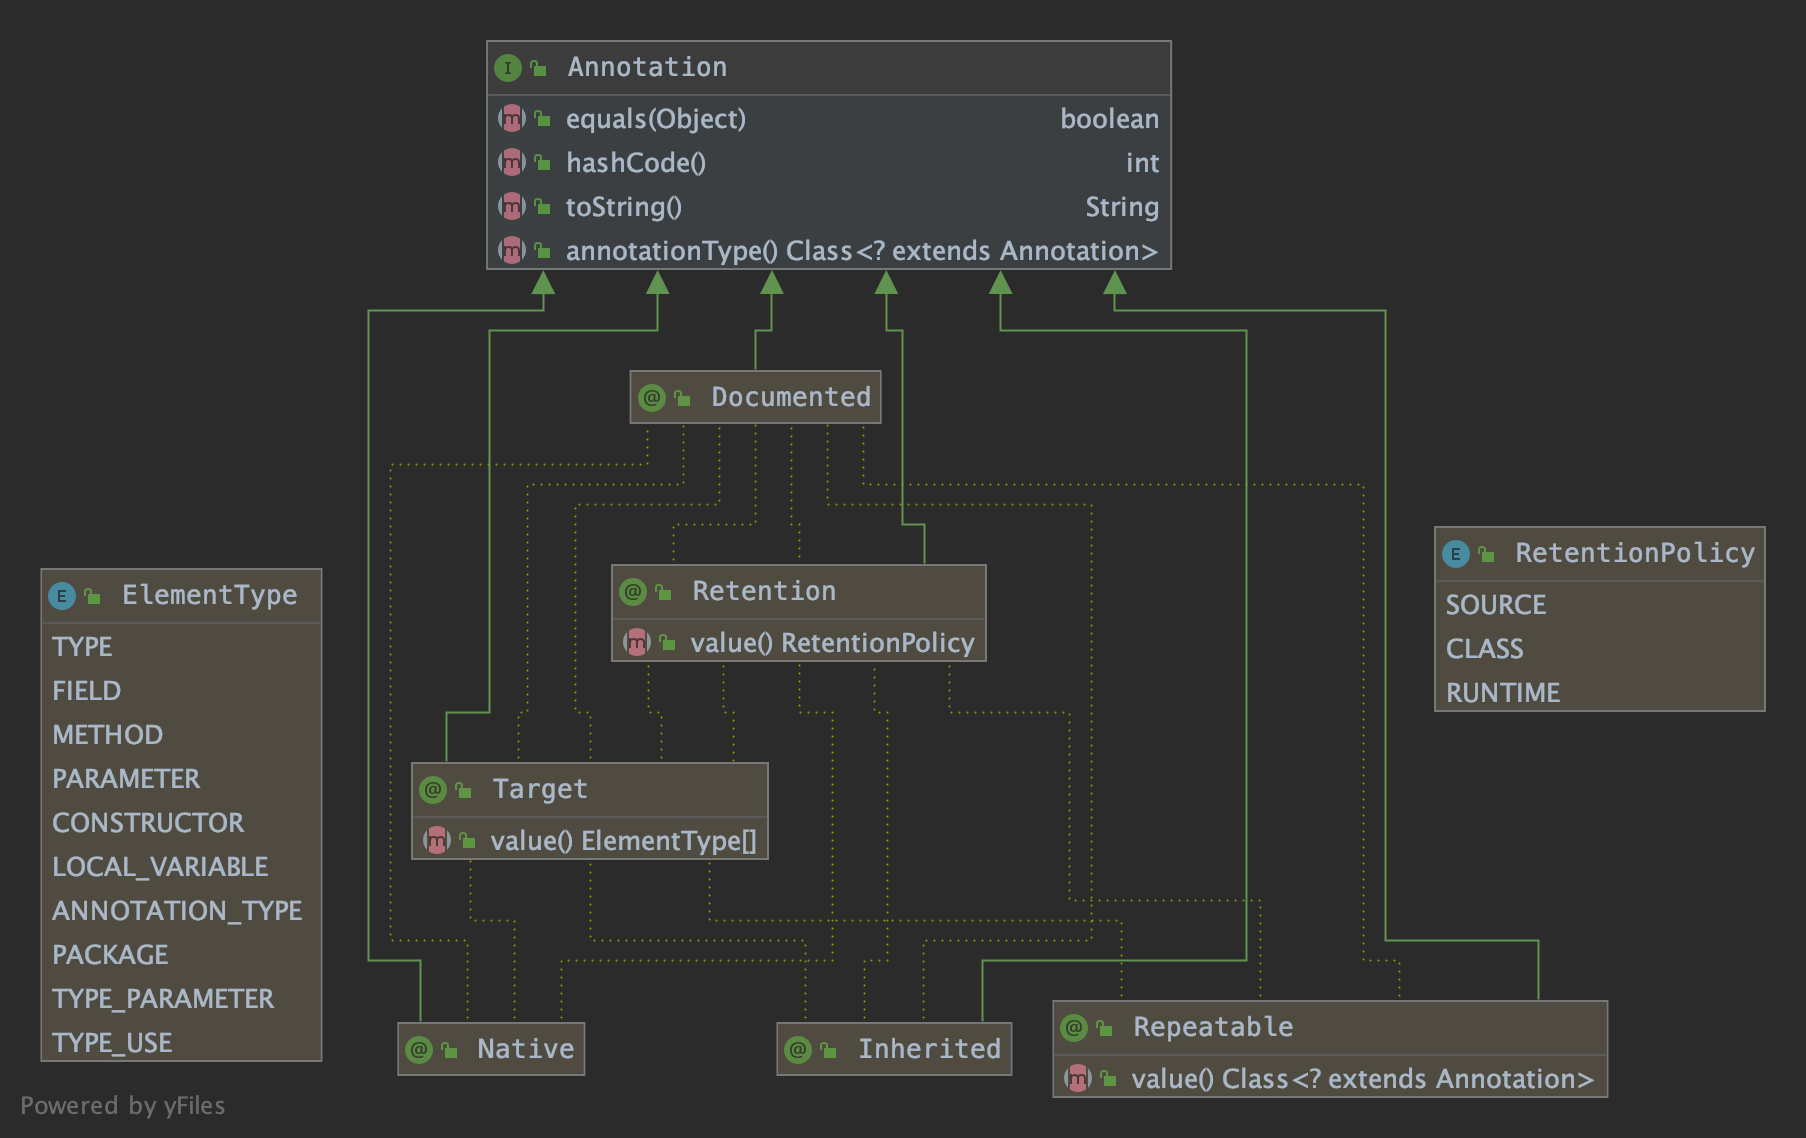 I Annotation
m equals(Object) boolean
m hashCode() int
m toString() String
m annotationType() Class<? extends Annotation>
@ Documented
@ Retention
m value() RetentionPolicy
E RetentionPolicy
SOURCE
CLASS
RUNTIME
E ElementType
TYPE
FIELD
METHOD
PARAMETER
CONSTRUCTOR
LOCAL_VARIABLE
ANNOTATION_TYPE
PACKAGE
TYPE_PARAMETER
TYPE_USE
@ Target
m value() ElementType[]
@ Native
@ Inherited
@ Repeatable
m value() Class<? extends Annotation>
Powered by yFiles